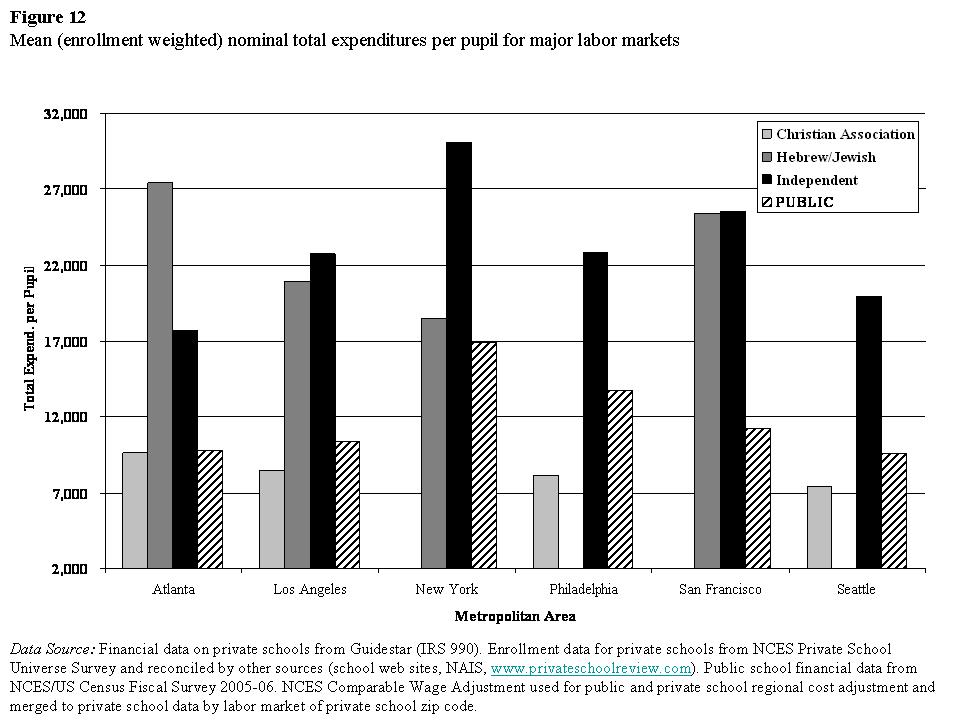 Figure 12
Mean (enrollment weighted) nominal total expenditures per pupil for major labor markets
32,000
27,000
22,000
17,000
12,000
7,000
2,000
Total Expend. per Pupil
Christian Association
Hebrew/Jewish
Independent
PUBLIC
Atlanta Los Angeles New York Philadelphia San Francisco Seattle
Metropolitan Area
Data Source: Financial data on private schools from Guidestar (IRS 990). Enrollment data for private schools from NCES Private School
Universe Survey and reconciled by other sources (school web sites, NAIS, www.privateschoolreview.com). Public school financial data from
NCES/US Census Fiscal Survey 2005-06. NCES Comparable Wage Adjustment used for public and private school regional cost adjustment and
merged to private school data by labor market of private school zip code.